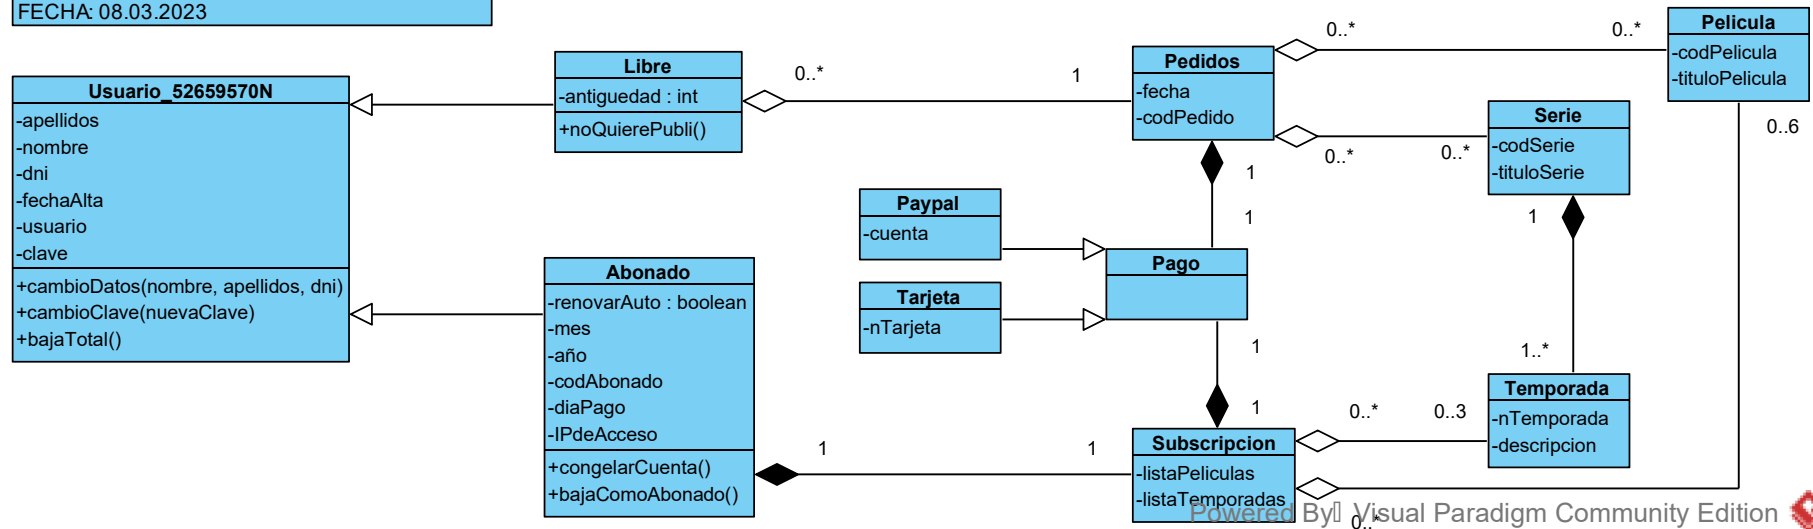 FECHA: 08.03.2023
Usuario_52659570N
-apellidos
-nombre
-dni
-fechaAlta
-usuario
-clave
+cambioDatos(nombre, apellidos, dni)
+cambioClave(nuevaClave)
+bajaTotal()
Libre
-antiguedad : int
+noQuierePubli()
0..*
1
Pedidos
-fecha
-codPedido
0..*
0..*
Pelicula
-codPelicula
-tituloPelicula
0..6
0..*
0..*
Serie
-codSerie
-tituloSerie
1
1
Paypal
-cuenta
Tarjeta
-nTarjeta
Pago
1
1..*
Temporada
-nTemporada
-descripcion
Abonado
-renovarAuto : boolean
-mes
-año
-codAbonado
-diaPago
-IPdeAcceso
+congelarCuenta()
+bajaComoAbonado()
1
1
1
1
Subscripcion
-listaPeliculas
-listaTemporadas
0..*
0..3
0..*
Powered By Visual Paradigm Community Edition